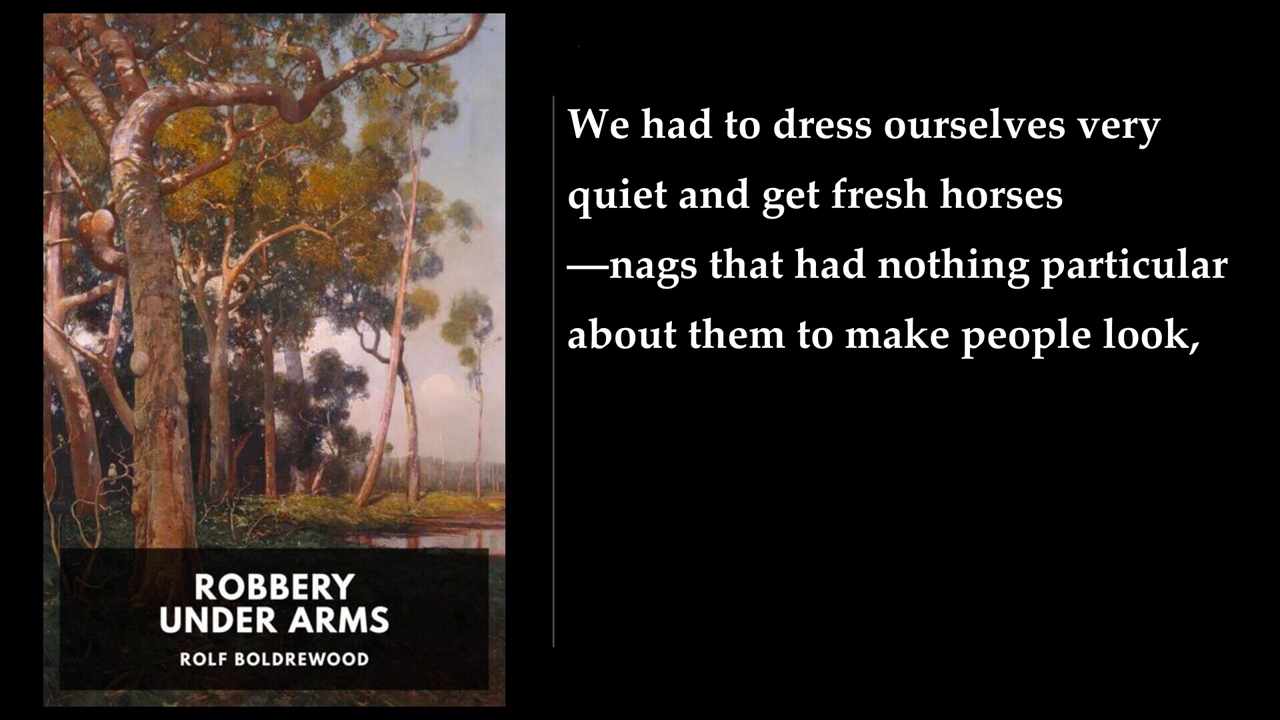 We had to dress ourselves very
quiet and get fresh horses
—nags that had nothing particular
about them to make people look,
ROBBERY
UNDER ARMS
ROLF BOLDREWOOD